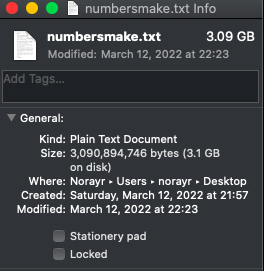 numbersmake.txt Info
numbersmake.txt 3.09 GB
Modified: March 12, 2022 at 22:23
Add Tags...
General:
Kind: Plain Text Document
Size: 3,090,894,746 bytes (3.1 GB
on disk)
Where: Norayr ▸ Users ▸ norayr ▸ Desktop
Created: Saturday, March 12, 2022 at 21:57
Modified: March 12, 2022 at 22:23
Stationery pad
Locked